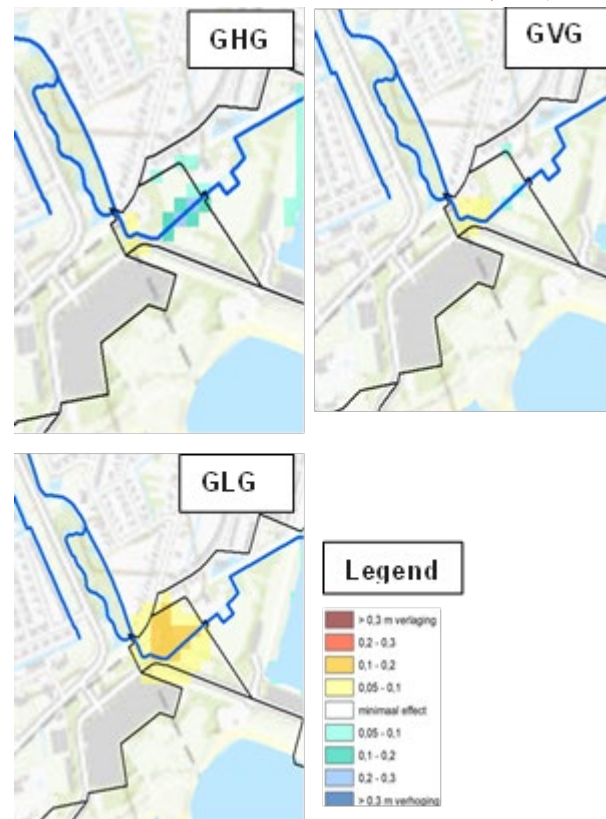 GHG
GVG
GLG
Legend
> 0,3 m verlaging
0,2 - 0,3
0,1 - 0,2
0,05 - 0,1
minimaal effect
0,05 - 0,1
0,1 - 0,2
0,2 - 0,3
> 0,3 m verhoging